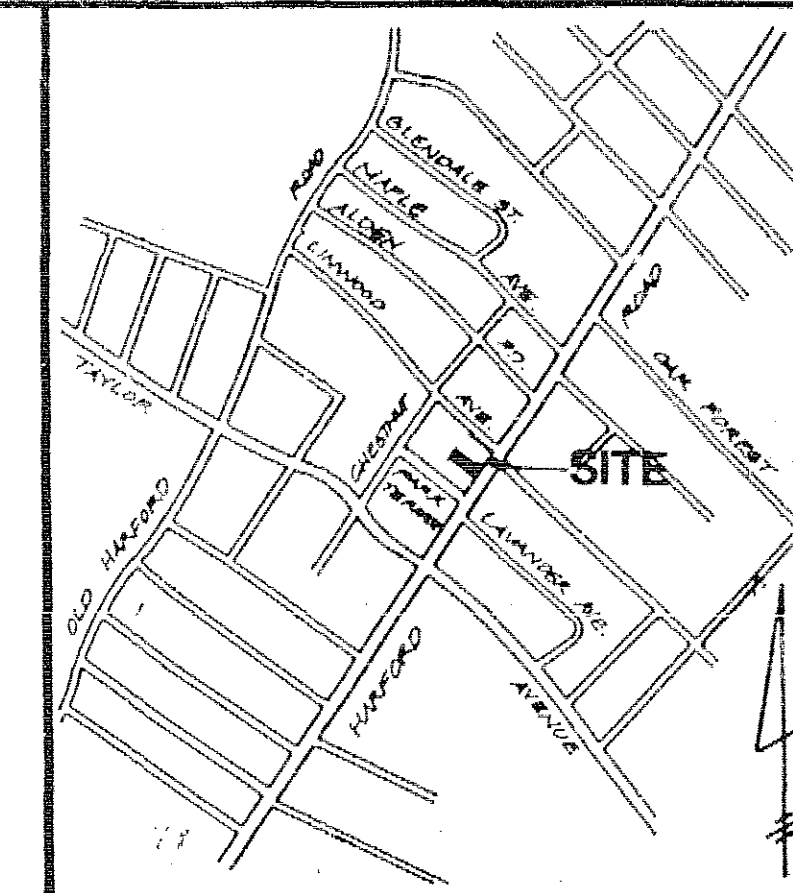 GLENDALE ST.
MAPLE AVE.
ALDEN RD.
LINWOOD AVE.
ROAD
ROAD
OAK FOREST
TAYLOR
CHESTNUT
SITE
PARK
TERRACE
LAVANDER AVE.
OLD HARFORD
HARFORD
AVENUE